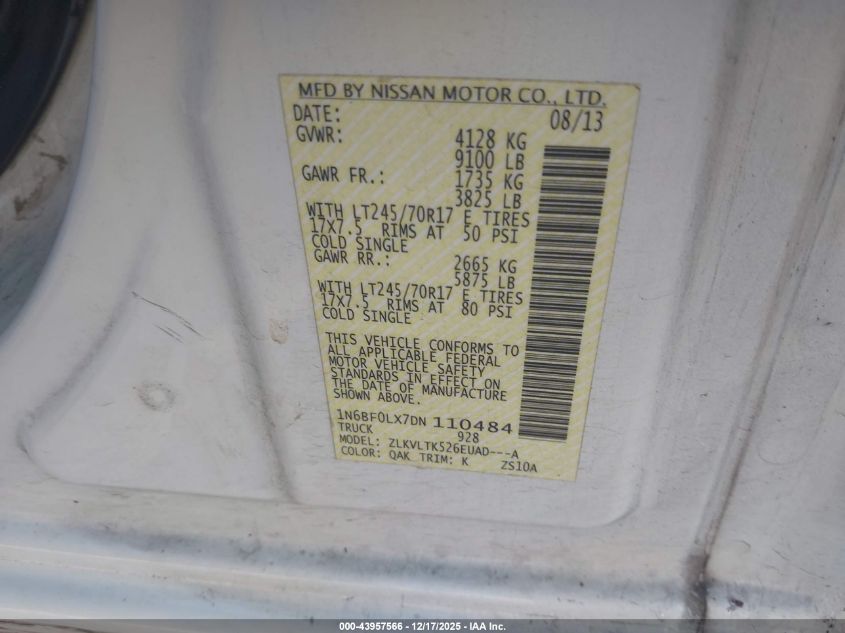 MFD BY NISSAN MOTOR CO., LTD.
DATE: 08/13
GVWR: 4128 KG
9100 LB
GAWR FR.: 1735 KG
3825 LB
WITH LT245/70R17 E TIRES
17X7.5 RIMS AT 50 PSI
COLD SINGLE
GAWR RR.: 2665 KG
5875 LB
WITH LT245/70R17 E TIRES
17X7.5 RIMS AT 80 PSI
COLD SINGLE
THIS VEHICLE CONFORMS TO
ALL APPLICABLE FEDERAL
MOTOR VEHICLE SAFETY
STANDARDS IN EFFECT ON
THE DATE OF MANUFACTURE
SHOWN ABOVE.
1N6BF0LX7DN 110484
TRUCK 928
MODEL: ZLKVLTK526EUAD---A
COLOR: QAK TRIM: K ZS10A
000-43957566 - 12/17/2025 - IAA Inc.